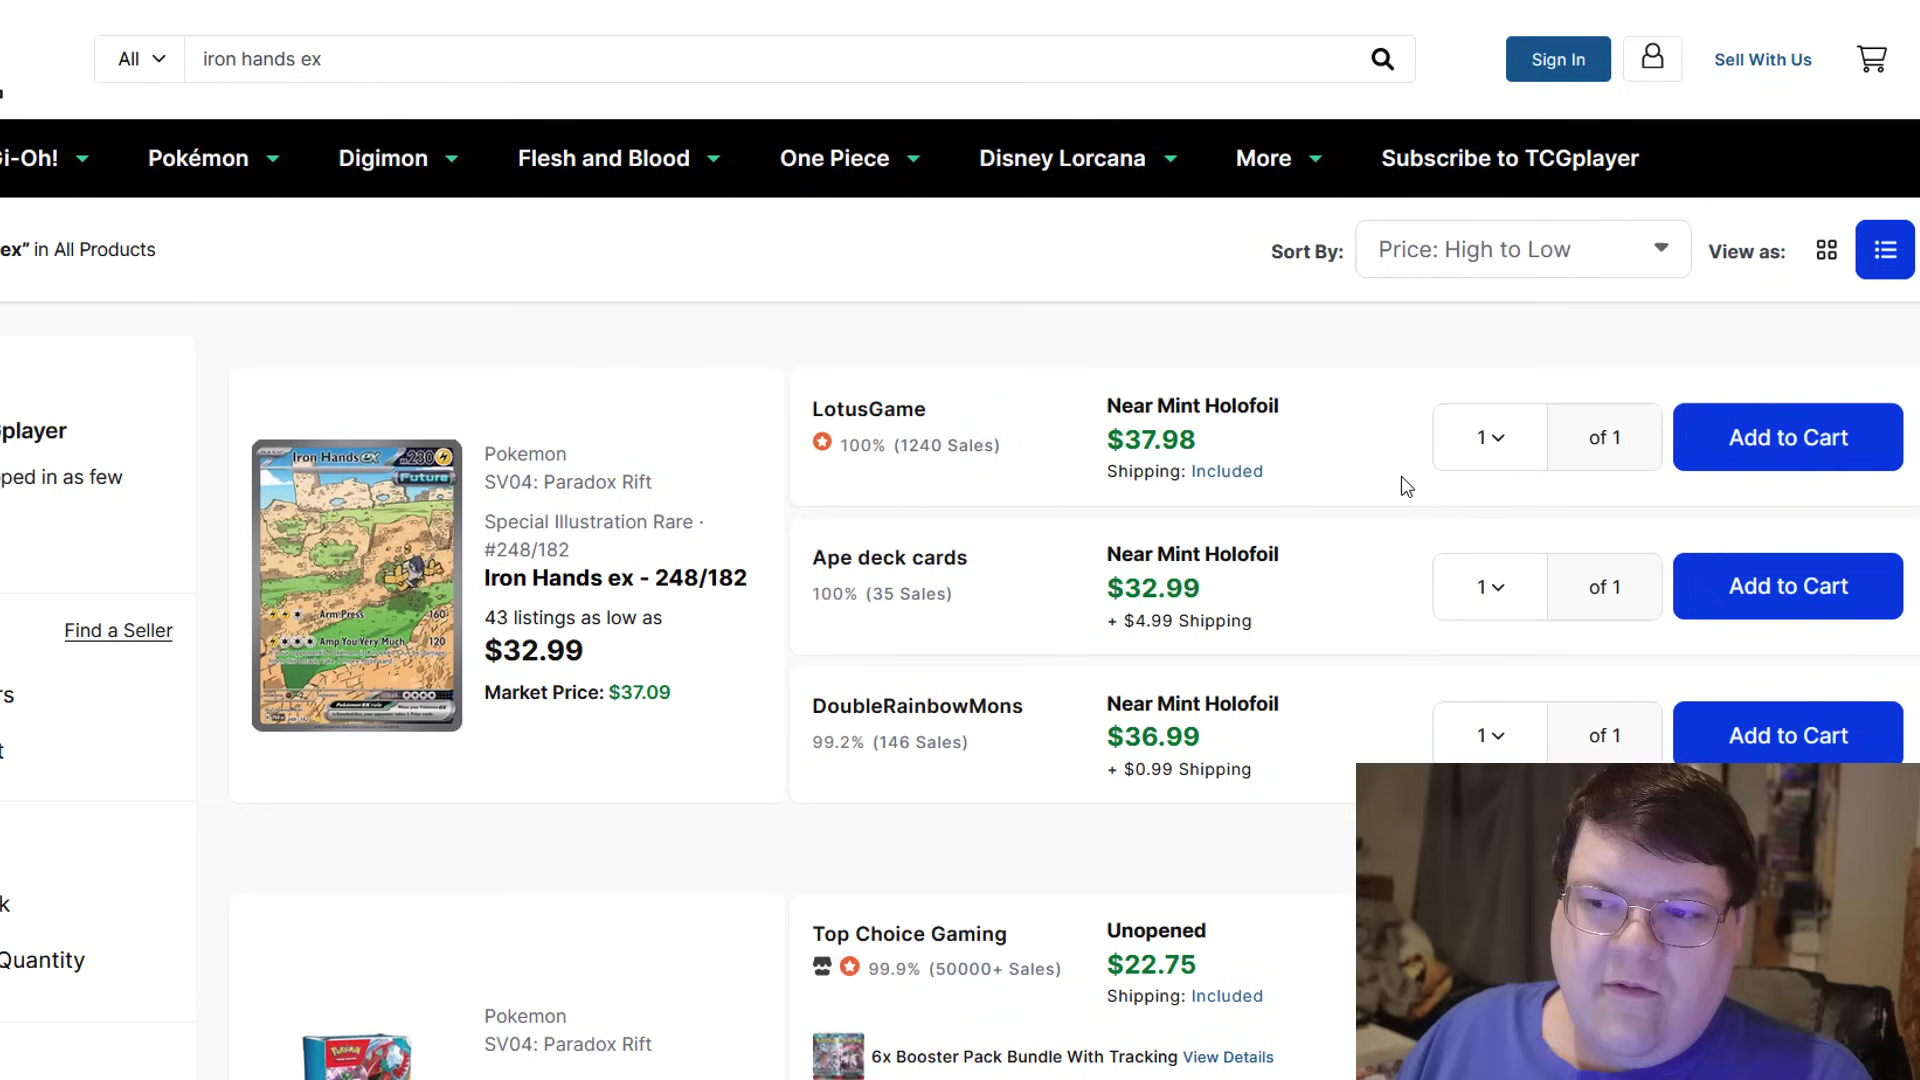 All
iron hands ex
Sign In
Sell With Us
Gi-Oh!
Pokémon
Digimon
Flesh and Blood
One Piece
Disney Lorcana
More
Subscribe to TCGplayer
ex” in All Products
Sort By:
Price: High to Low
View as:
player
ped in as few
Find a Seller
rs
t
k
Quantity
Iron Hands ex
230
Future
Arm Press 160
Amp You Very Much 120
Pokemon
SV04: Paradox Rift
Special Illustration Rare ·
#248/182
Iron Hands ex - 248/182
43 listings as low as
$32.99
Market Price: $37.09
LotusGame
100% (1240 Sales)
Near Mint Holofoil
$37.98
Shipping: Included
1
of 1
Add to Cart
Ape deck cards
100% (35 Sales)
Near Mint Holofoil
$32.99
+ $4.99 Shipping
1
of 1
Add to Cart
DoubleRainbowMons
99.2% (146 Sales)
Near Mint Holofoil
$36.99
+ $0.99 Shipping
1
of 1
Add to Cart
Pokemon
SV04: Paradox Rift
Top Choice Gaming
99.9% (50000+ Sales)
Unopened
$22.75
Shipping: Included
6x Booster Pack Bundle With Tracking View Details